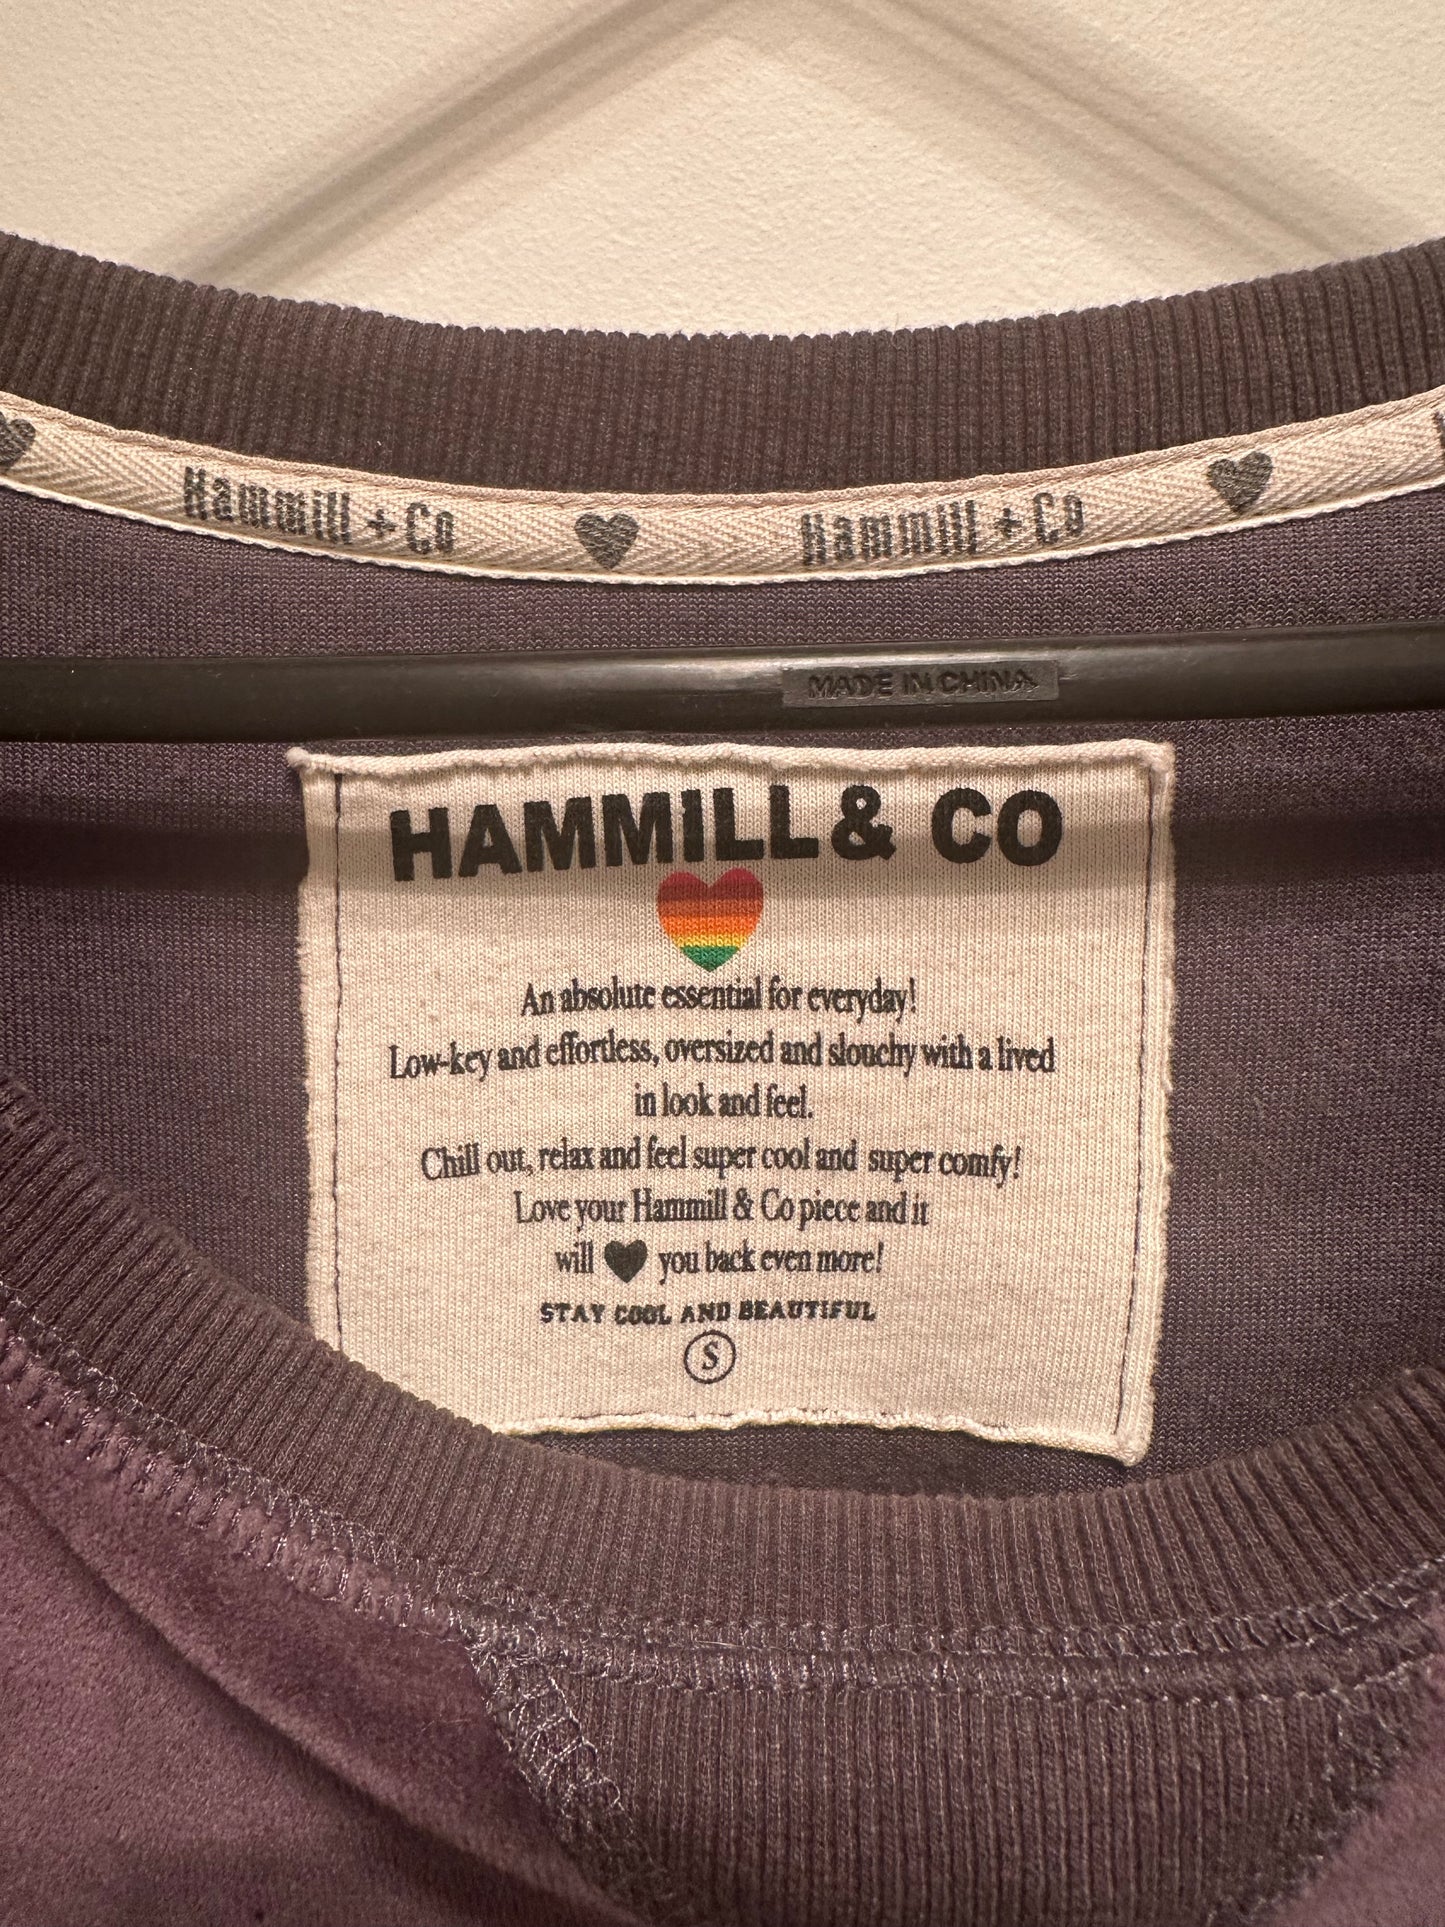 Hammill + Co Hammill + Co
MADE IN CHINA
HAMMILL & CO
An absolute essential for everyday!
Low-key and effortless, oversized and slouchy with a lived
in look and feel.
Chill out, relax and feel super cool and super comfy!
Love your Hammill & Co piece and it
will ♥ you back even more!
STAY COOL AND BEAUTIFUL
S